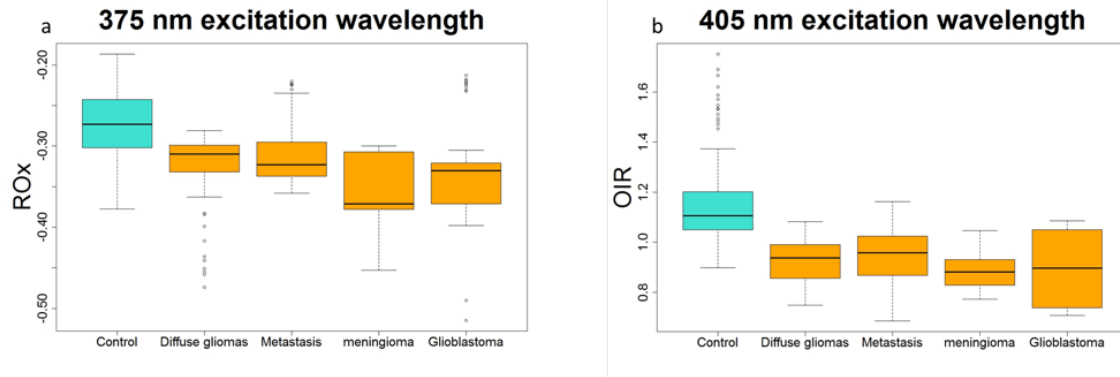 a 375 nm excitation wavelength
ROx
-0.20
-0.30
-0.40
-0.50
Control Diffuse gliomas Metastasis meningioma Glioblastoma
b 405 nm excitation wavelength
OIR
1.6
1.4
1.2
1.0
0.8
Control Diffuse gliomas Metastasis meningioma Glioblastoma